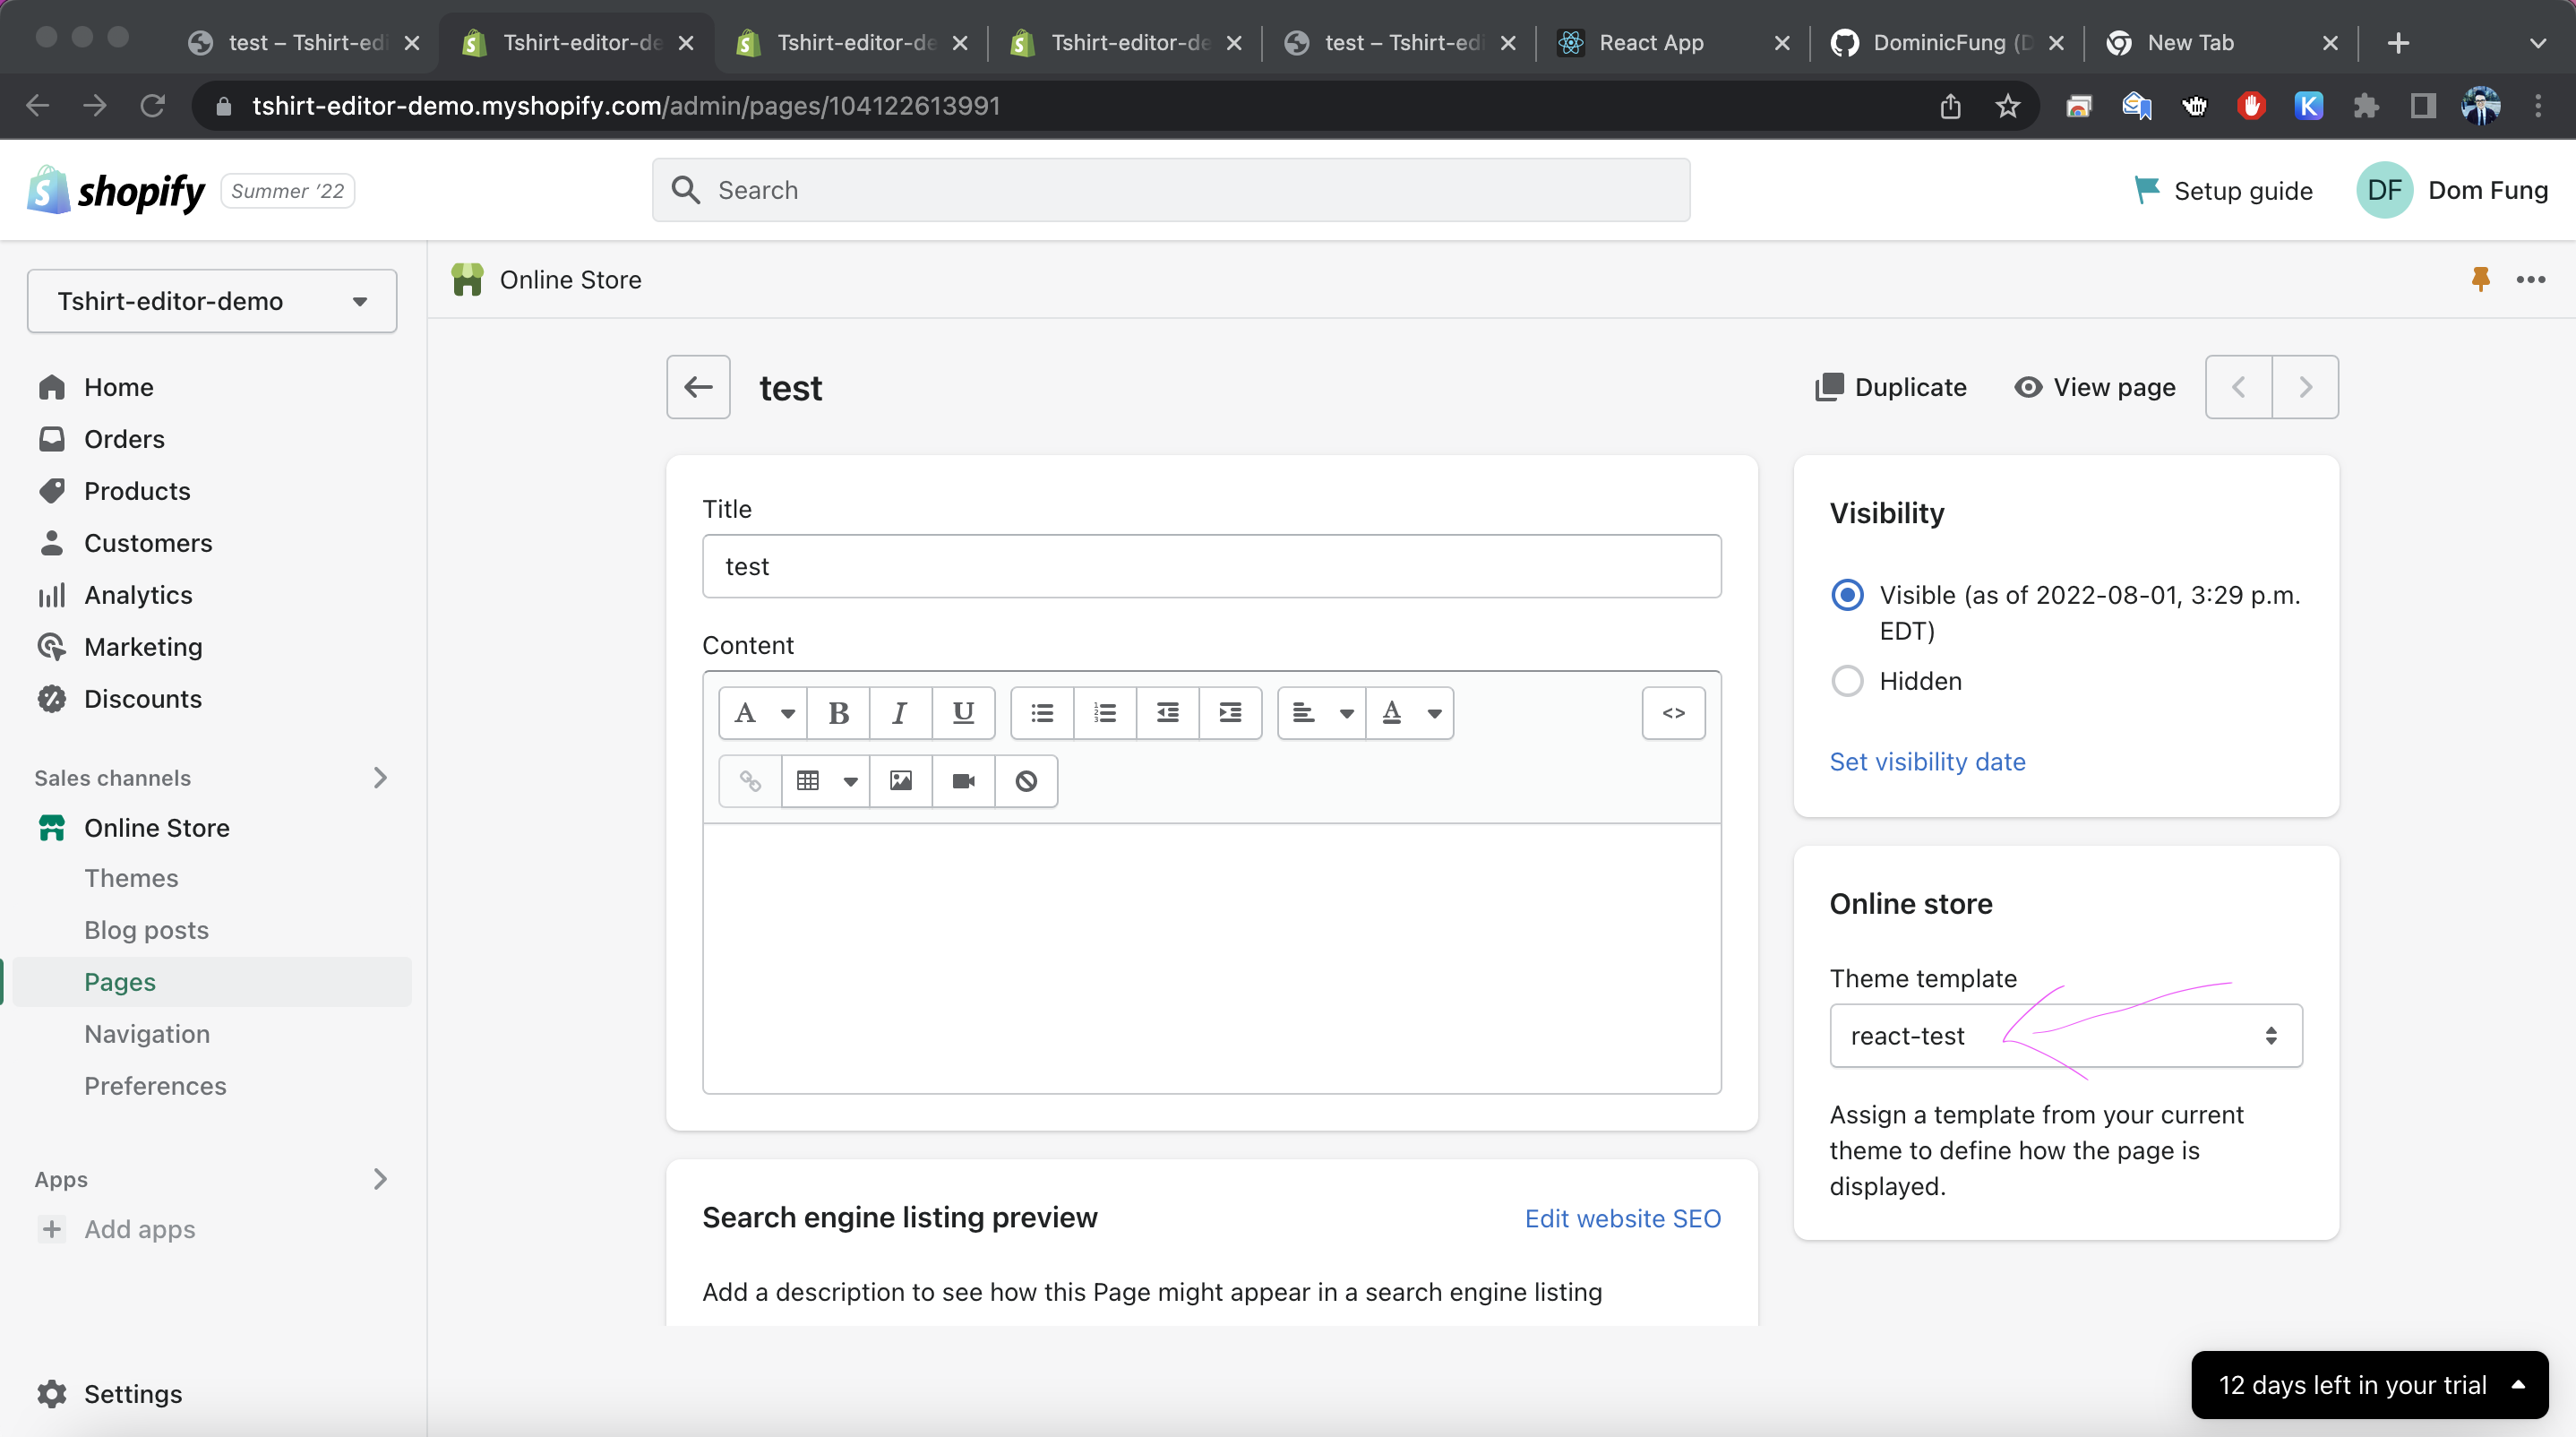 test – Tshirt-edi
Tshirt-editor-de
Tshirt-editor-de
Tshirt-editor-de
test – Tshirt-edi
React App
DominicFung (D
New Tab
tshirt-editor-demo.myshopify.com/admin/pages/104122613991
shopify
Summer '22
Search
Setup guide
DF
Dom Fung
Tshirt-editor-demo
Online Store
Home
Orders
Products
Customers
Analytics
Marketing
Discounts
Sales channels
Online Store
Themes
Blog posts
Pages
Navigation
Preferences
Apps
Add apps
Settings
test
Duplicate
View page
Title
test
Content
A B I U A <>
Search engine listing preview
Edit website SEO
Add a description to see how this Page might appear in a search engine listing
Visibility
Visible (as of 2022-08-01, 3:29 p.m.
EDT)
Hidden
Set visibility date
Online store
Theme template
react-test
Assign a template from your current
theme to define how the page is
displayed.
12 days left in your trial